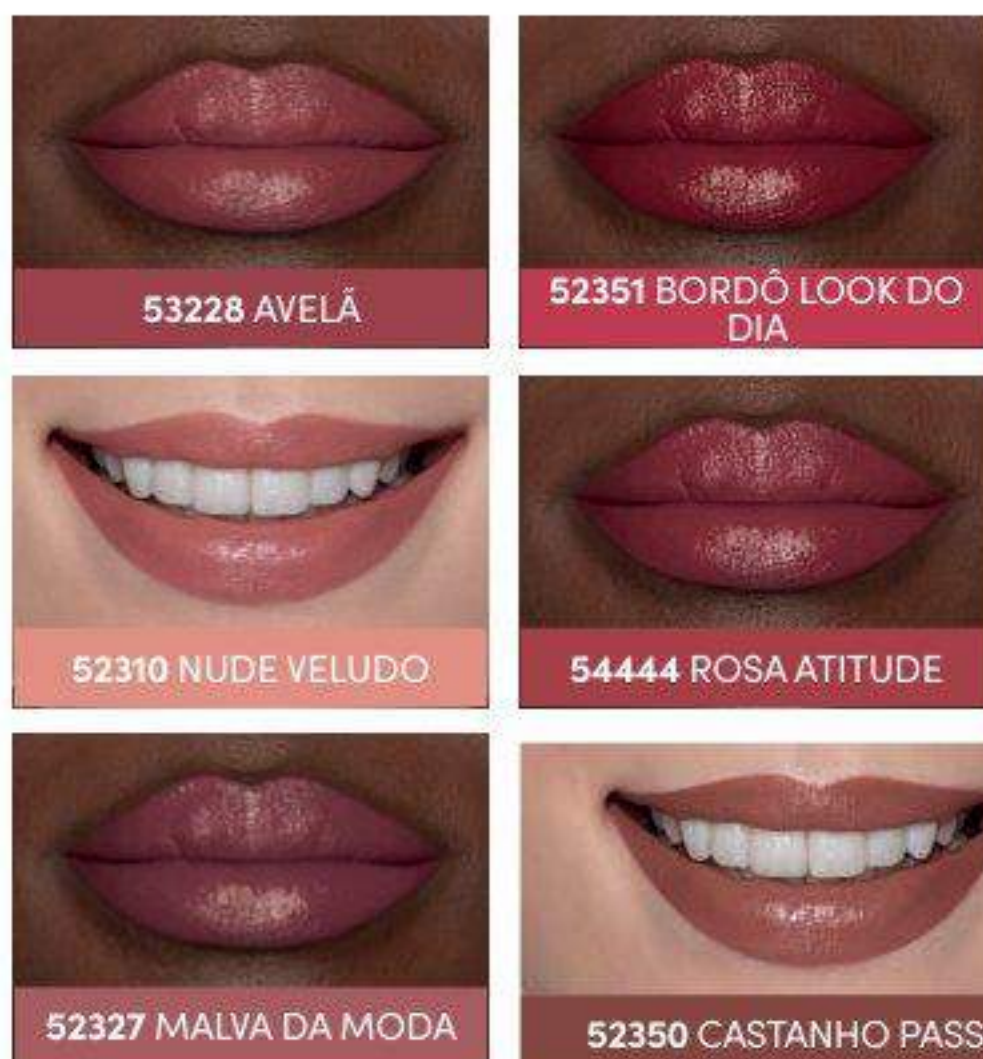 53228 AVELÃ
52351 BORDÔ LOOK DO
DIA
52310 NUDE VELUDO
54444 ROSA ATITUDE
52327 MALVA DA MODA
52350 CASTANHO PASS